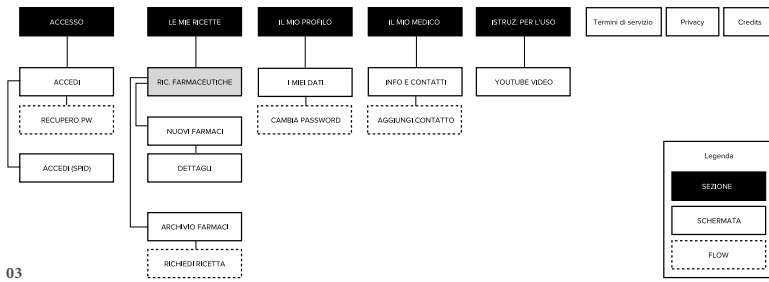 ACCESSO
LE MIE RICETTE
IL MIO PROFILO
IL MIO MEDICO
ISTRUZ. PER L'USO
Termini di servizio
Privacy
Credits
ACCEDI
RIC. FARMACEUTICHE
I MIEI DATI
INFO E CONTATTI
YOUTUBE VIDEO
RECUPERO PW
CAMBIA PASSWORD
AGGIUNGI CONTATTO
NUOVI FARMACI
ACCEDI (SPID)
DETTAGLI
Legenda
SEZIONE
ARCHIVIO FARMACI
SCHERMATA
RICHIEDI RICETTA
FLOW
03